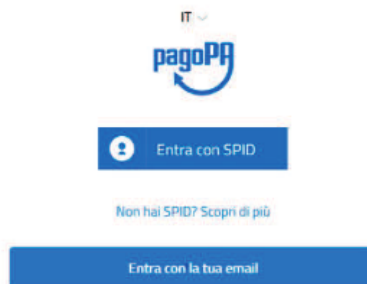 IT
pagoPA
Entra con SPID
Non hai SPID? Scopri di più
Entra con la tua email